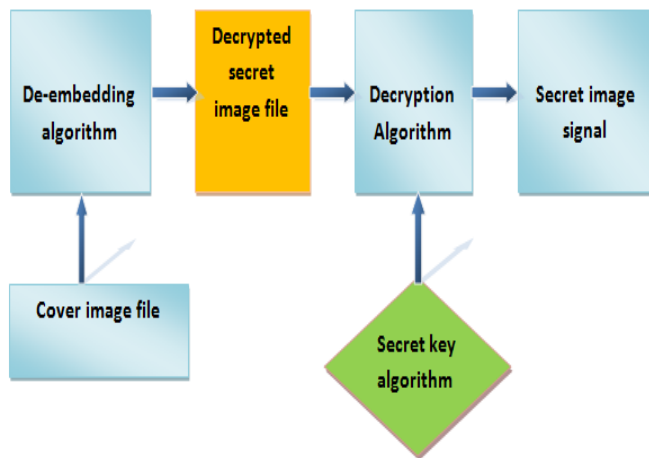 De-embedding
algorithm
Decrypted
secret
image file
Decryption
Algorithm
Secret image
signal
Cover image file
Secret key
algorithm